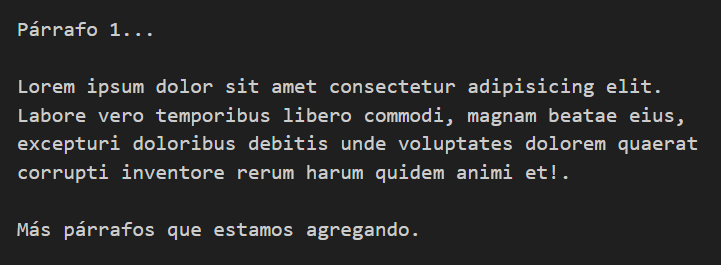 Párrafo 1...
Lorem ipsum dolor sit amet consectetur adipisicing elit.
Labore vero temporibus libero commodi, magnam beatae eius,
excepturi doloribus debitis unde voluptates dolorem quaerat
corrupti inventore rerum harum quidem animi et!.
Más párrafos que estamos agregando.